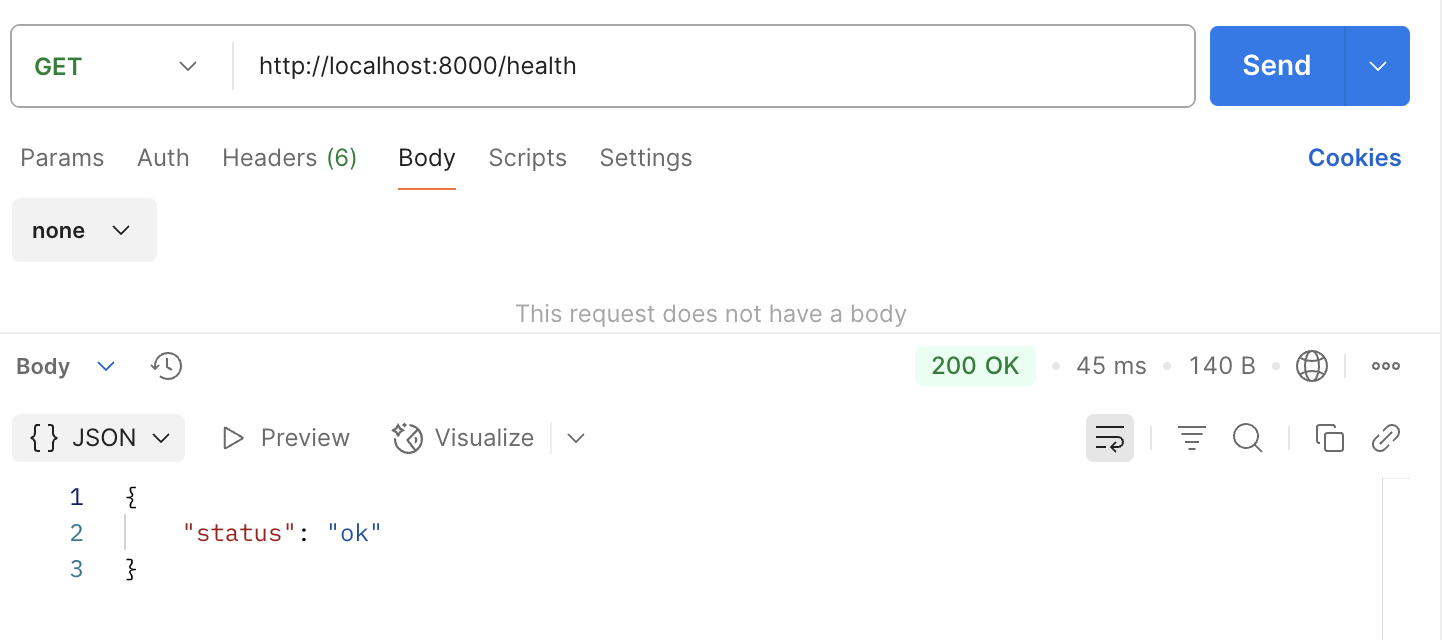 GET http://localhost:8000/health Send
Params Auth Headers (6) Body Scripts Settings Cookies
none
This request does not have a body
Body 200 OK • 45 ms • 140 B •
{} JSON Preview Visualize
1 {
2 "status": "ok"
3 }